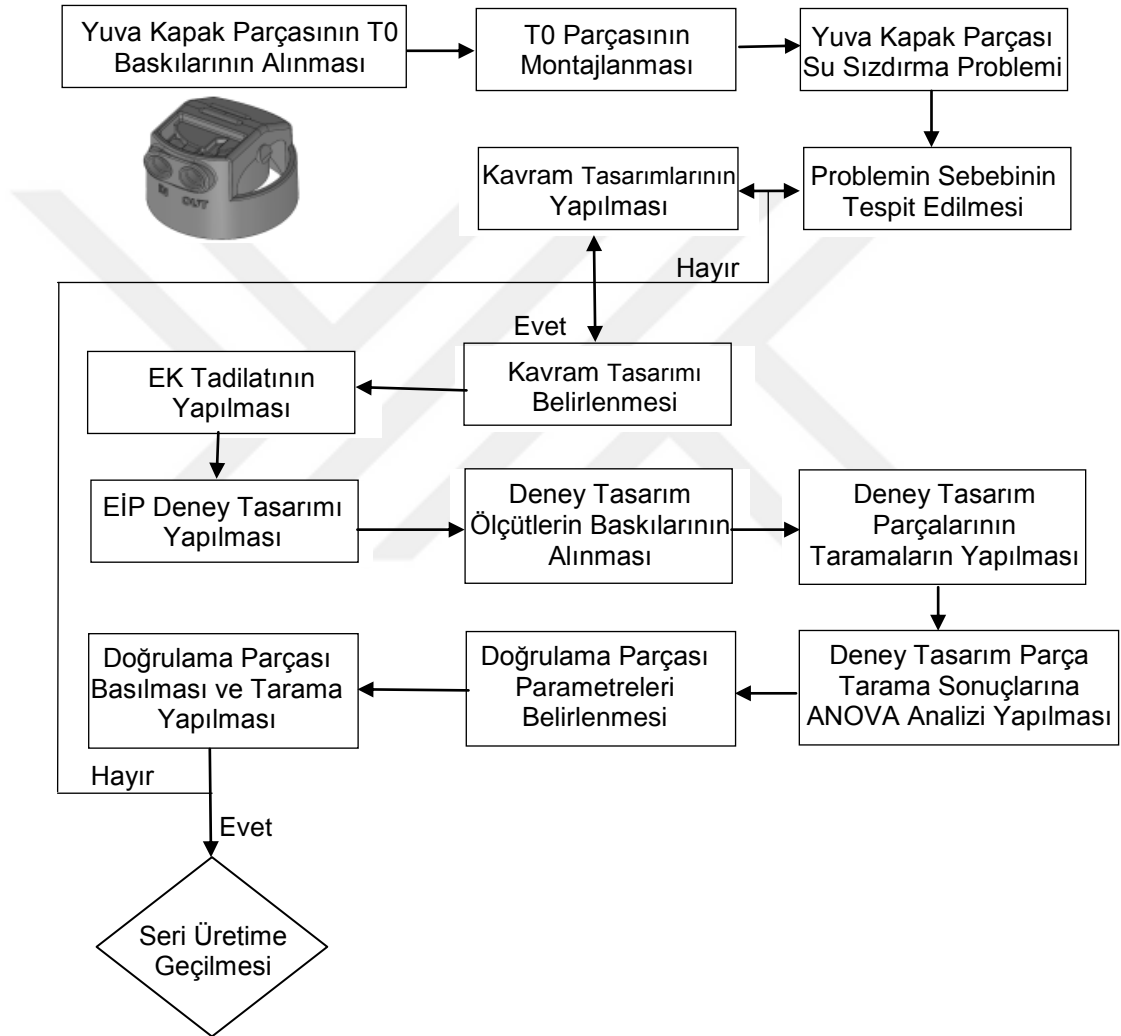 Yuva Kapak Parçasının T0
Baskılarının Alınması
T0 Parçasının
Montajlanması
Yuva Kapak Parçası
Su Sızdırma Problemi
IN OUT
Kavram Tasarımlarının
Yapılması
Problemin Sebebinin
Tespit Edilmesi
Hayır
Evet
EK Tadilatının
Yapılması
Kavram Tasarımı
Belirlenmesi
EİP Deney Tasarımı
Yapılması
Deney Tasarım
Ölçütlerin Baskılarının
Alınması
Deney Tasarım
Parçalarının
Taramaların Yapılması
Doğrulama Parçası
Basılması ve Tarama
Yapılması
Doğrulama Parçası
Parametreleri
Belirlenmesi
Deney Tasarım Parça
Tarama Sonuçlarına
ANOVA Analizi Yapılması
Hayır
Evet
Seri Üretime
Geçilmesi